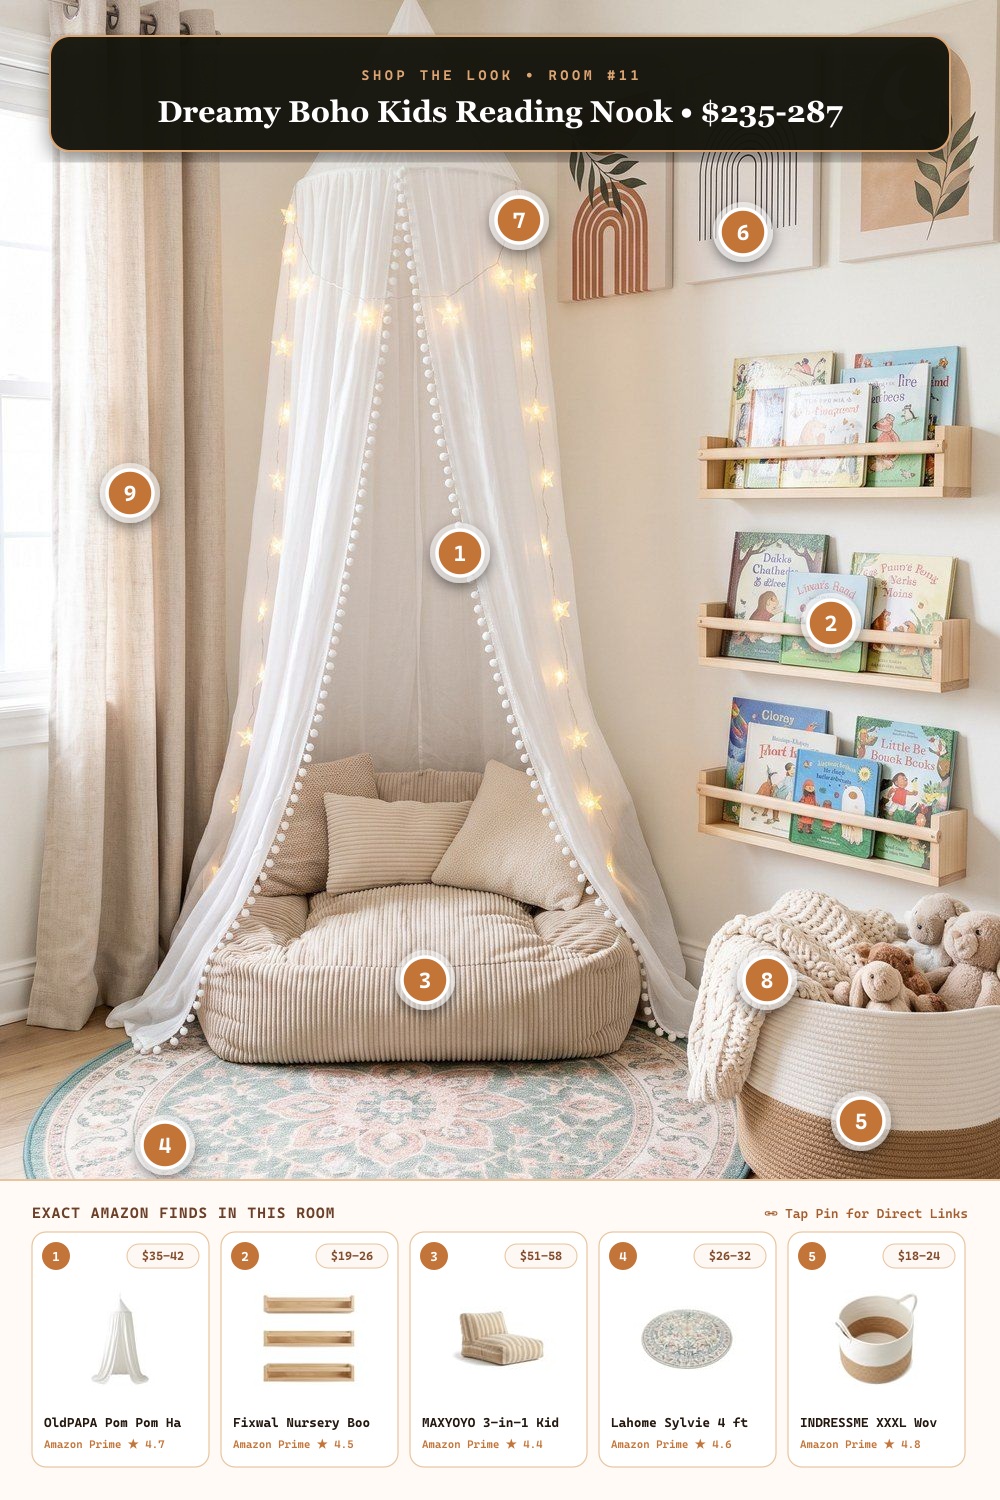 SHOP THE LOOK • ROOM #11
Dreamy Boho Kids Reading Nook • $235-287
7
6
9
1
2
3
8
5
4
Little Be
EXACT AMAZON FINDS IN THIS ROOM
Tap Pin for Direct Links
1
$35–42
OldPAPA Pom Pom Ha
Amazon Prime ★ 4.7
2
$19–26
Fixwal Nursery Boo
Amazon Prime ★ 4.5
3
$51–58
MAXYOYO 3-in-1 Kid
Amazon Prime ★ 4.4
4
$26–32
Lahome Sylvie 4 ft
Amazon Prime ★ 4.6
5
$18–24
INDRESSME XXXL Wov
Amazon Prime ★ 4.8